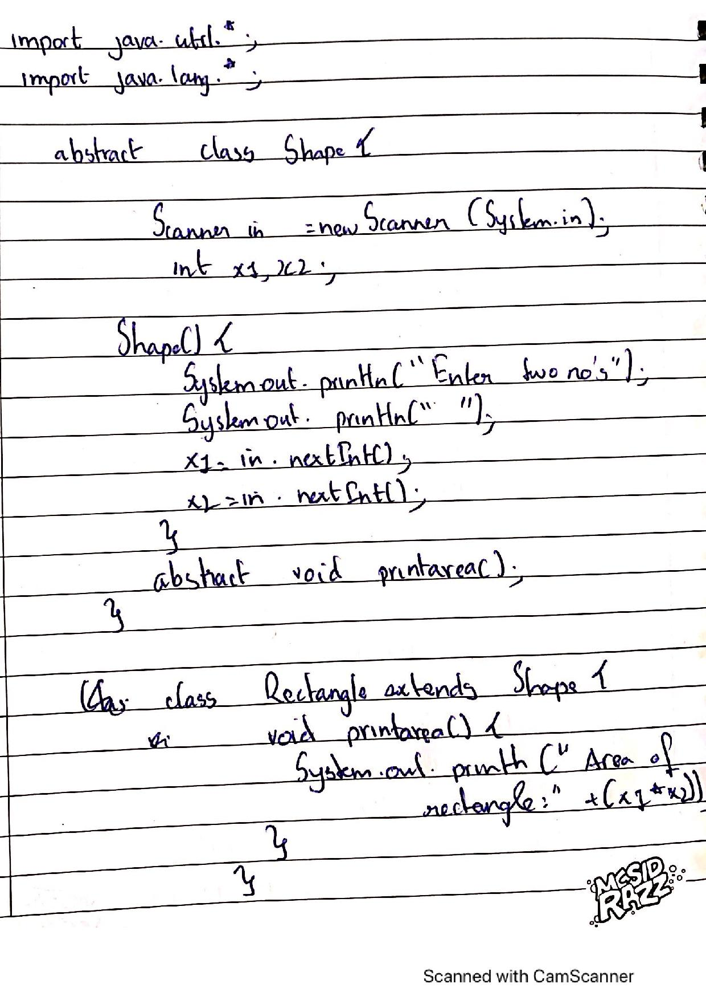 import java.util.*;
import java.lang.*;
abstract class Shape {
Scanner in = new Scanner (System.in);
int x1, x2;
Shape() {
System out. println("Enter two no's");
System out. println(" ");
x1 = in. nextInt();
x2 = in. nextInt();
}
abstract void printarea();
}
class Rectangle extends Shape {
void printarea() {
System.out. println (" Area of
rectangle:" + (x1 * x2))
}
}
MCSID
RAZZ
Scanned with CamScanner